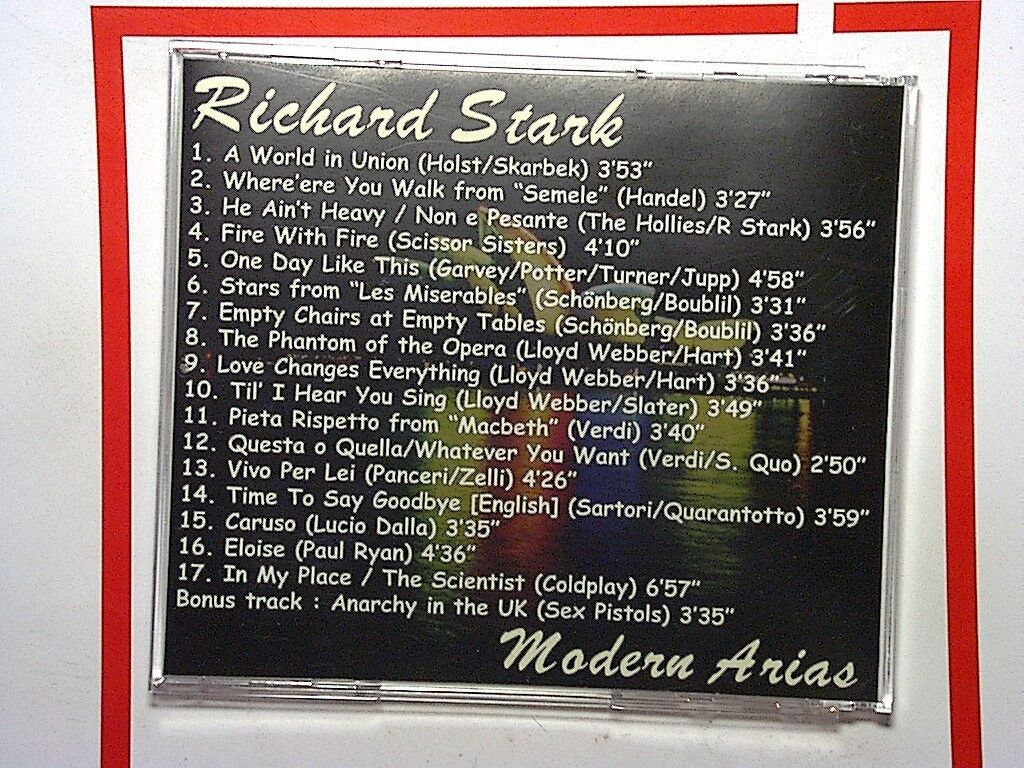 Richard Stark
1. A World in Union (Holst/Skarbek) 3'53"
2. Where'ere You Walk from "Semele" (Handel) 3'27"
3. He Ain't Heavy / Non e Pesante (The Hollies/R Stark) 3'56"
4. Fire With Fire (Scissor Sisters) 4'10"
5. One Day Like This (Garvey/Potter/Turner/Jupp) 4'58"
6. Stars from "Les Miserables" (Schönberg/Boublil) 3'31"
7. Empty Chairs at Empty Tables (Schönberg/Boublil) 3'36"
8. The Phantom of the Opera (Lloyd Webber/Hart) 3'41"
9. Love Changes Everything (Lloyd Webber/Hart) 3'36"
10. Til' I Hear You Sing (Lloyd Webber/Slater) 3'49"
11. Pieta Rispetto from "Macbeth" (Verdi) 3'40"
12. Questa o Quella/Whatever You Want (Verdi/S. Quo) 2'50"
13. Vivo Per Lei (Panceri/Zelli) 4'26"
14. Time To Say Goodbye [English] (Sartori/Quarantotto) 3'59"
15. Caruso (Lucio Dalla) 3'35"
16. Eloise (Paul Ryan) 4'36"
17. In My Place / The Scientist (Coldplay) 6'57"
Bonus track : Anarchy in the UK (Sex Pistols) 3'35"
Modern Arias